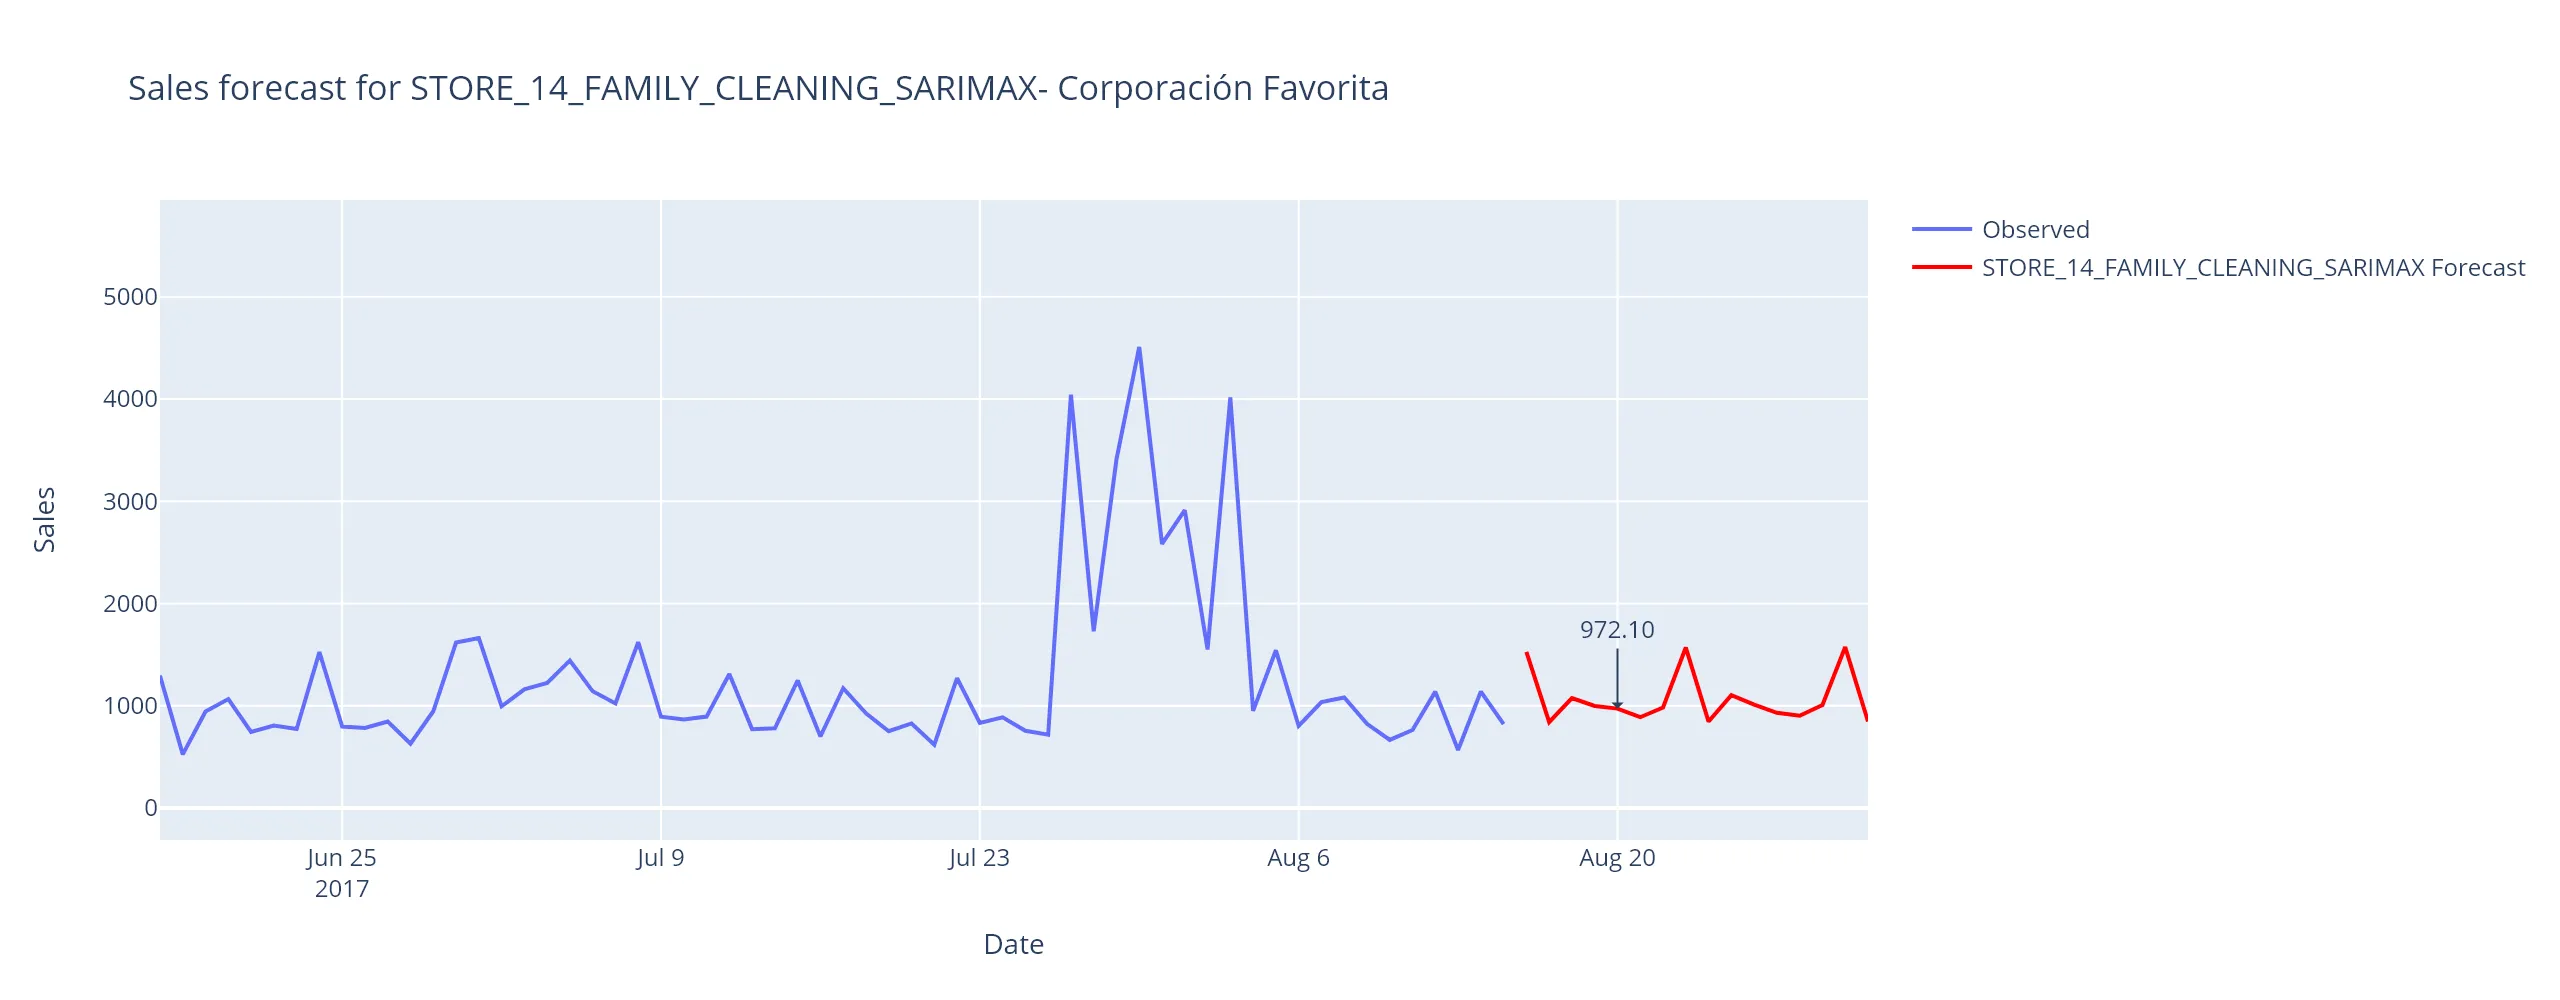 Sales forecast for STORE_14_FAMILY_CLEANING_SARIMAX- Corporación Favorita
Observed
STORE_14_FAMILY_CLEANING_SARIMAX Forecast
5000
4000
3000
2000
1000
0
Sales
972.10
Jun 25
2017
Jul 9
Jul 23
Aug 6
Aug 20
Date